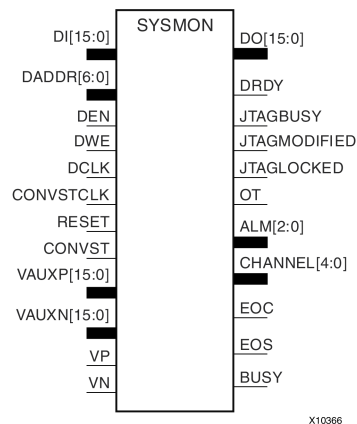 SYSMON
DI[15:0]
DO[15:0]
DADDR[6:0]
DRDY
DEN
JTAGBUSY
DWE
JTAGMODIFIED
DCLK
JTAGLOCKED
CONVSTCLK
OT
RESET
ALM[2:0]
CONVST
CHANNEL[4:0]
VAUXP[15:0]
EOC
VAUXN[15:0]
EOS
VP
BUSY
VN
X10366